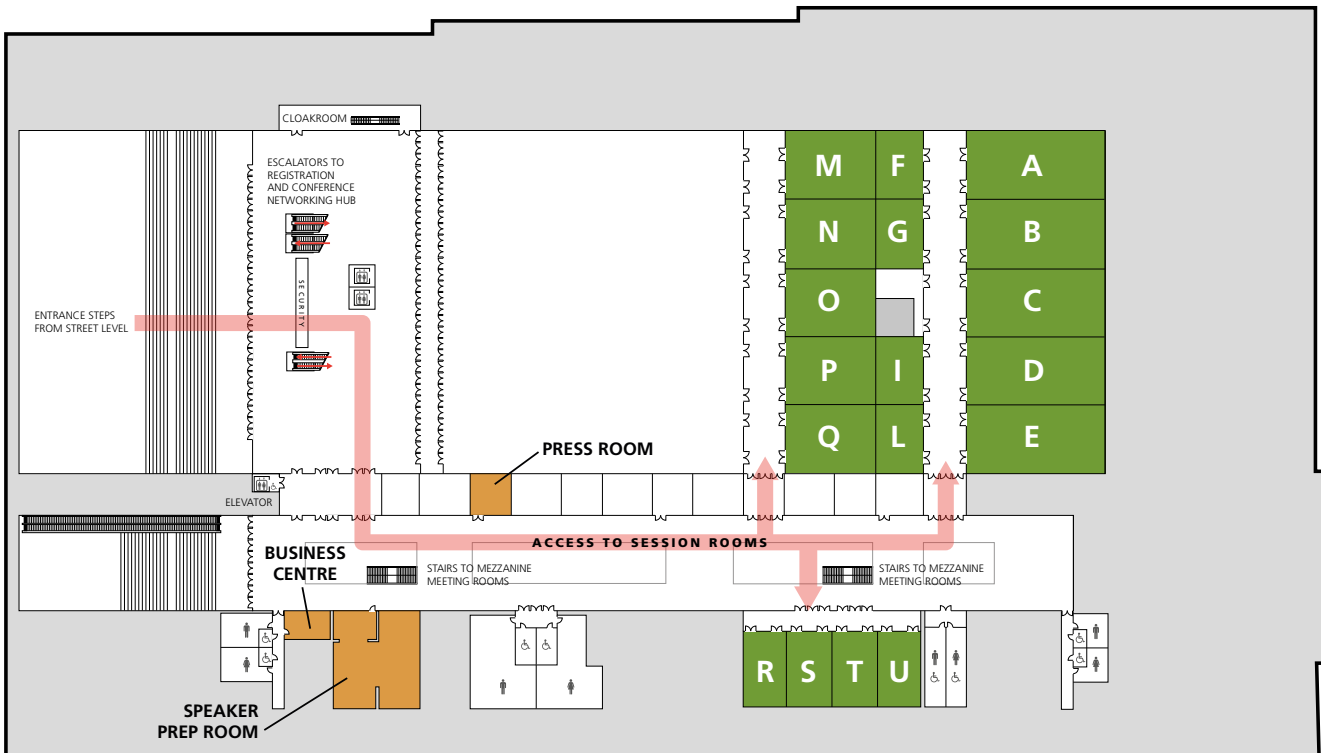 CLOAKROOM
ESCALATORS TO
REGISTRATION
AND CONFERENCE
NETWORKING HUB
SECURITY
ENTRANCE STEPS
FROM STREET LEVEL
M F A
N G B
O C
P I D
Q L E
PRESS ROOM
ELEVATOR
ACCESS TO SESSION ROOMS
BUSINESS
CENTRE
STAIRS TO MEZZANINE
MEETING ROOMS
STAIRS TO MEZZANINE
MEETING ROOMS
R S T U
SPEAKER
PREP ROOM